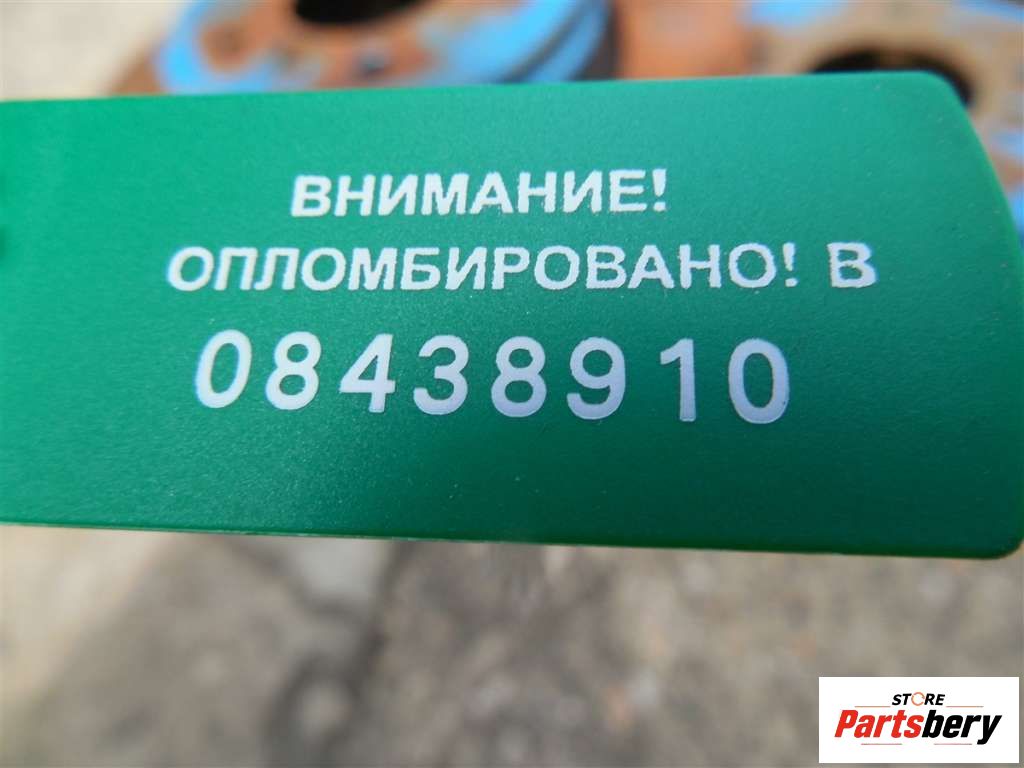 ВНИМАНИЕ!
ОПЛОМБИРОВАНО! В
08438910
STORE
Partsbery